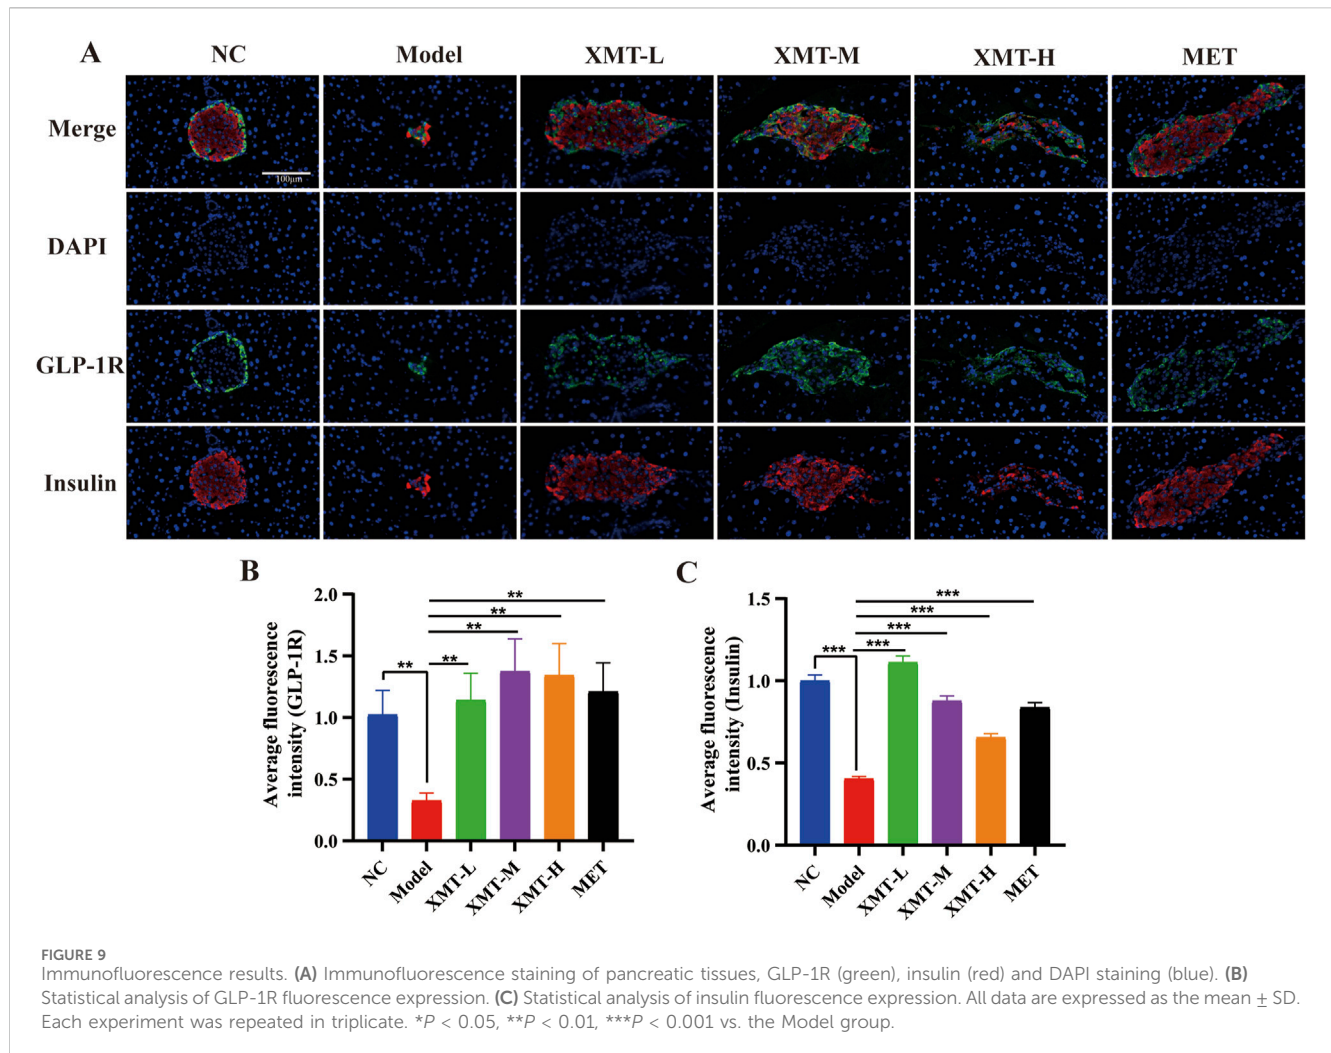 A
NC
Model
XMT-L
XMT-M
XMT-H
MET
Merge
100μm
DAPI
GLP-1R
Insulin
B
Average fluorescence
intensity (GLP-1R)
2.0
1.5
1.0
0.5
0.0
**
**
**
**
**
NC
Model
XMT-L
XMT-M
XMT-H
MET
C
Average fluorescence
intensity (Insulin)
1.5
1.0
0.5
0.0
***
***
***
***
***
NC
Model
XMT-L
XMT-M
XMT-H
MET
FIGURE 9
Immunofluorescence results. (A) Immunofluorescence staining of pancreatic tissues, GLP-1R (green), insulin (red) and DAPI staining (blue). (B)
Statistical analysis of GLP-1R fluorescence expression. (C) Statistical analysis of insulin fluorescence expression. All data are expressed as the mean ± SD.
Each experiment was repeated in triplicate. *P < 0.05, **P < 0.01, ***P < 0.001 vs. the Model group.